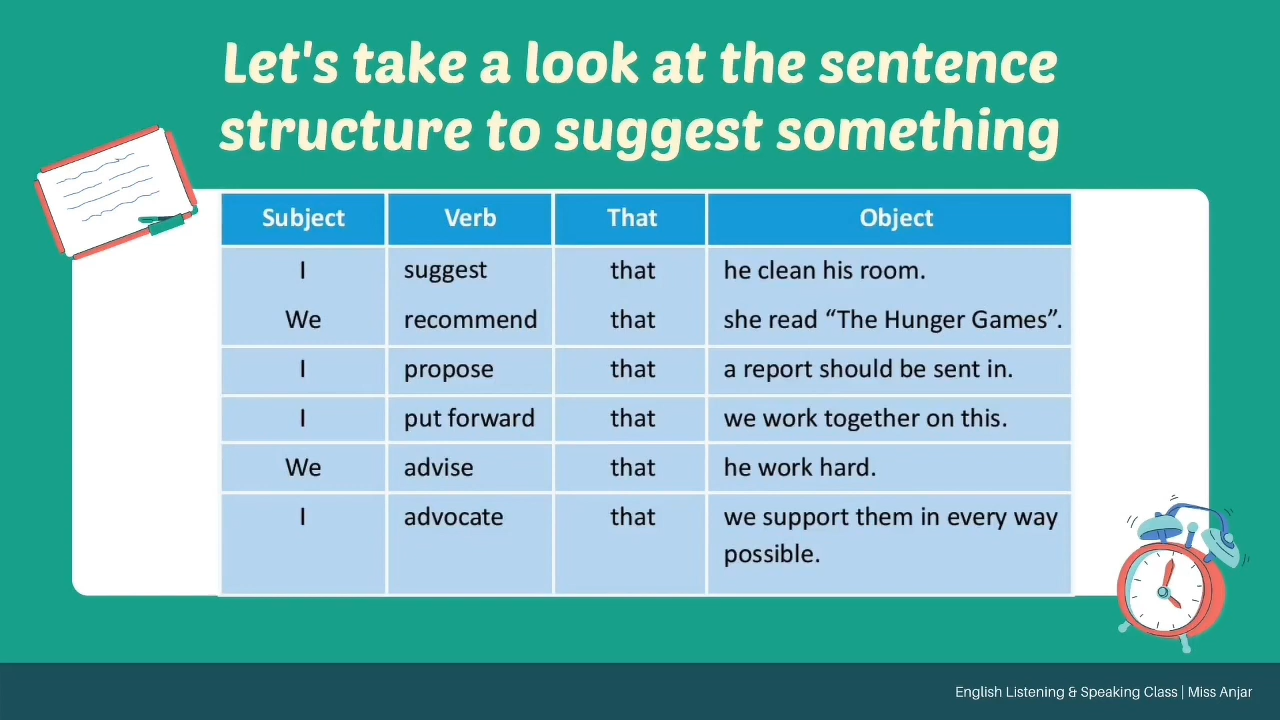 Let's take a look at the sentence
structure to suggest something
Subject Verb That Object
I suggest that he clean his room.
We recommend that she read “The Hunger Games”.
I propose that a report should be sent in.
I put forward that we work together on this.
We advise that he work hard.
I advocate that we support them in every way
possible.
English Listening & Speaking Class | Miss Anjar